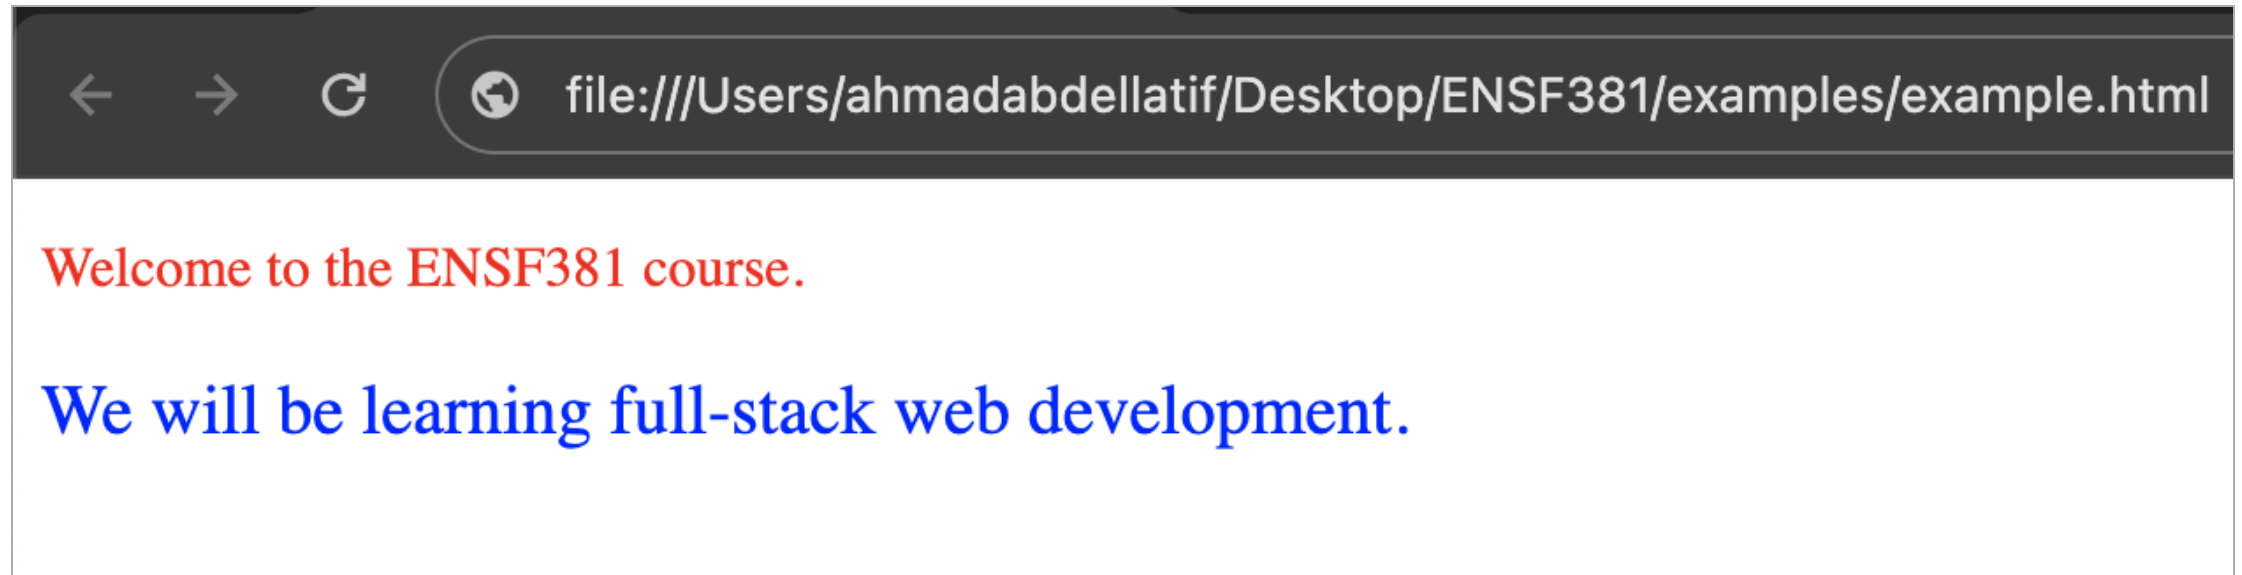 file:///Users/ahmadabdellatif/Desktop/ENSF381/examples/example.html
Welcome to the ENSF381 course.
We will be learning full-stack web development.